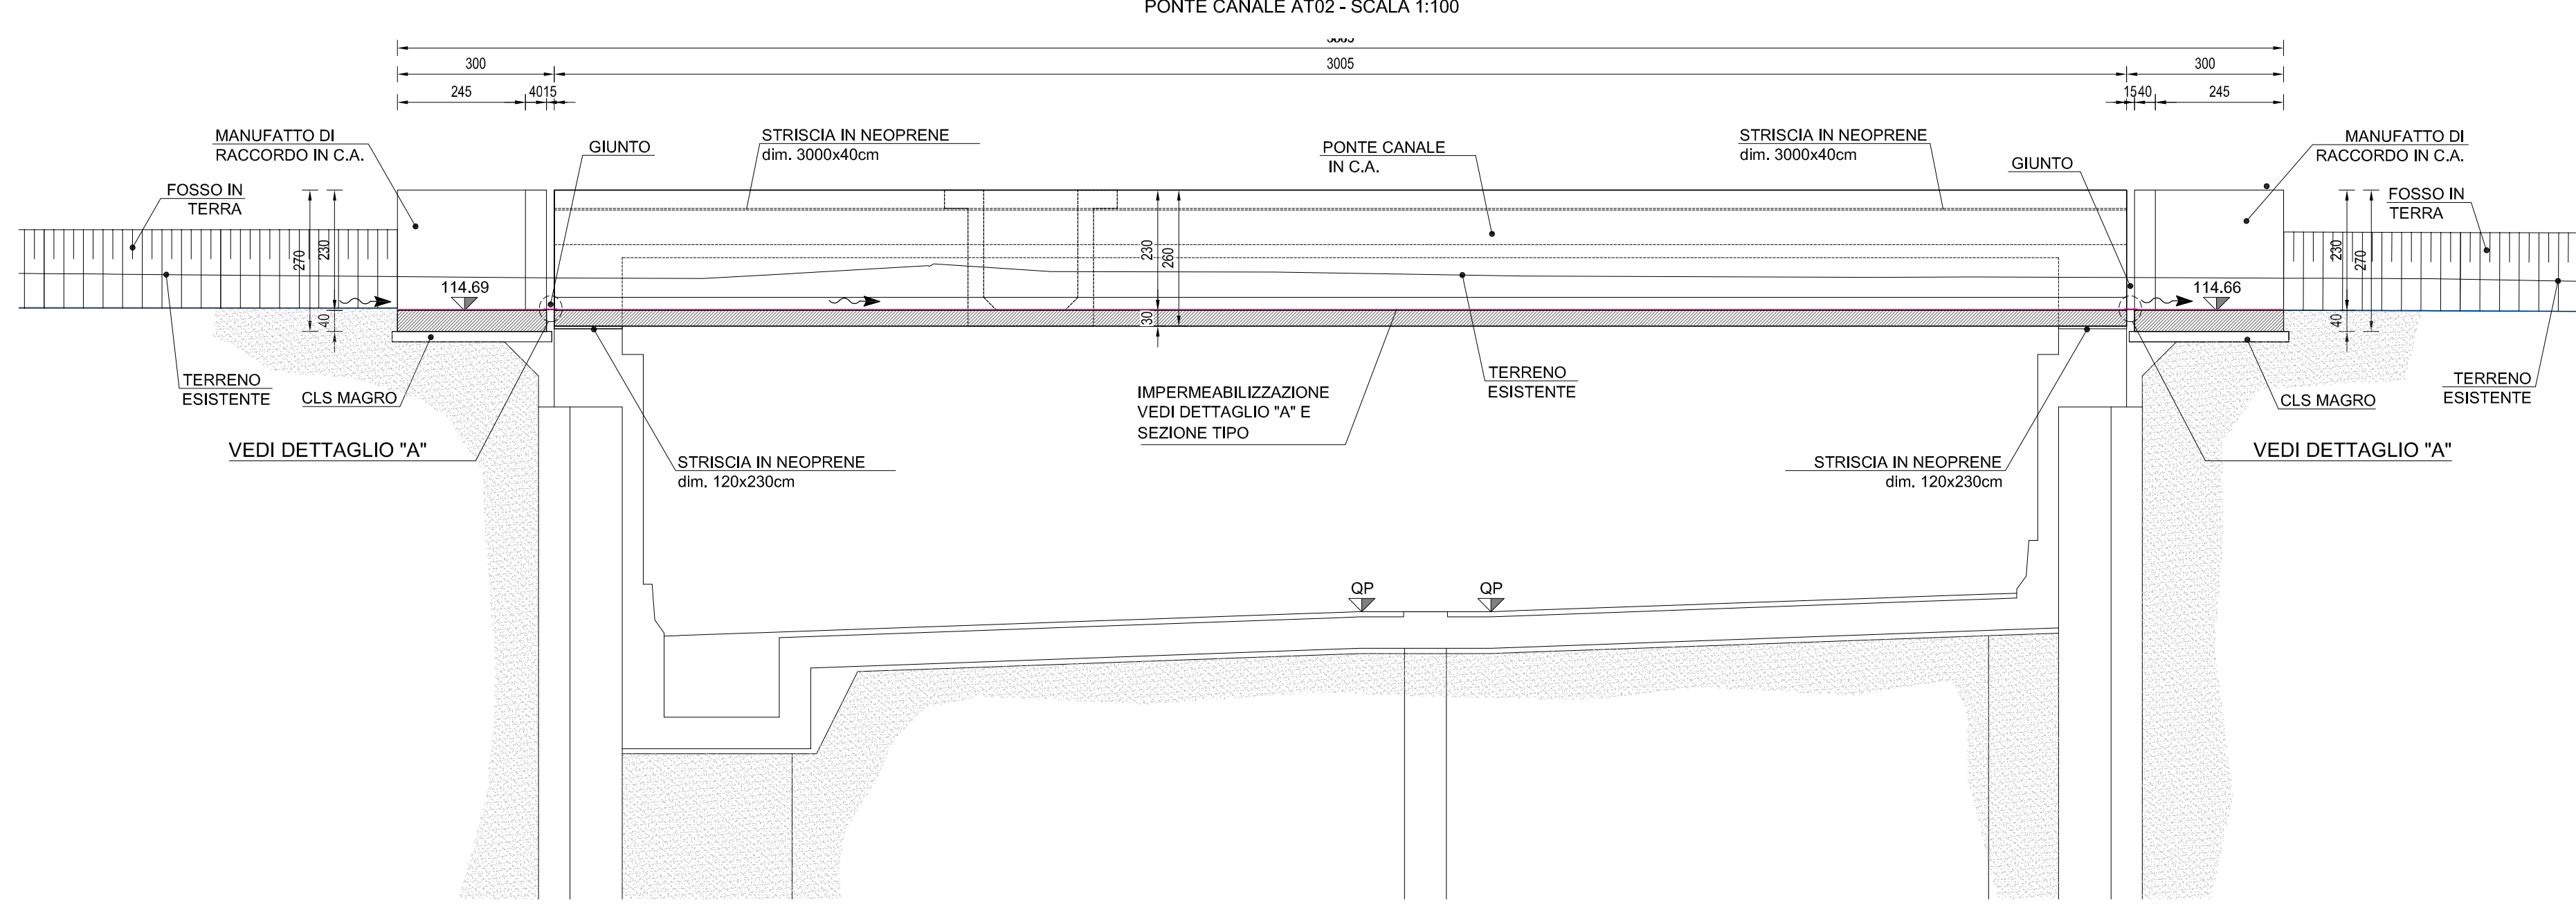 PONTE CANALE AT02 - SCALA 1:100
300
3005
300
245
40
15
15
40
245
MANUFATTO DI
RACCORDO IN C.A.
GIUNTO
STRISCIA IN NEOPRENE
dim. 3000x40cm
PONTE CANALE
IN C.A.
STRISCIA IN NEOPRENE
dim. 3000x40cm
GIUNTO
MANUFATTO DI
RACCORDO IN C.A.
FOSSO IN
TERRA
FOSSO IN
TERRA
270
230
40
230
260
30
230
270
40
114.69
114.66
TERRENO
ESISTENTE
CLS MAGRO
IMPERMEABILIZZAZIONE
VEDI DETTAGLIO "A" E
SEZIONE TIPO
TERRENO
ESISTENTE
CLS MAGRO
TERRENO
ESISTENTE
VEDI DETTAGLIO "A"
VEDI DETTAGLIO "A"
STRISCIA IN NEOPRENE
dim. 120x230cm
STRISCIA IN NEOPRENE
dim. 120x230cm
QP
QP